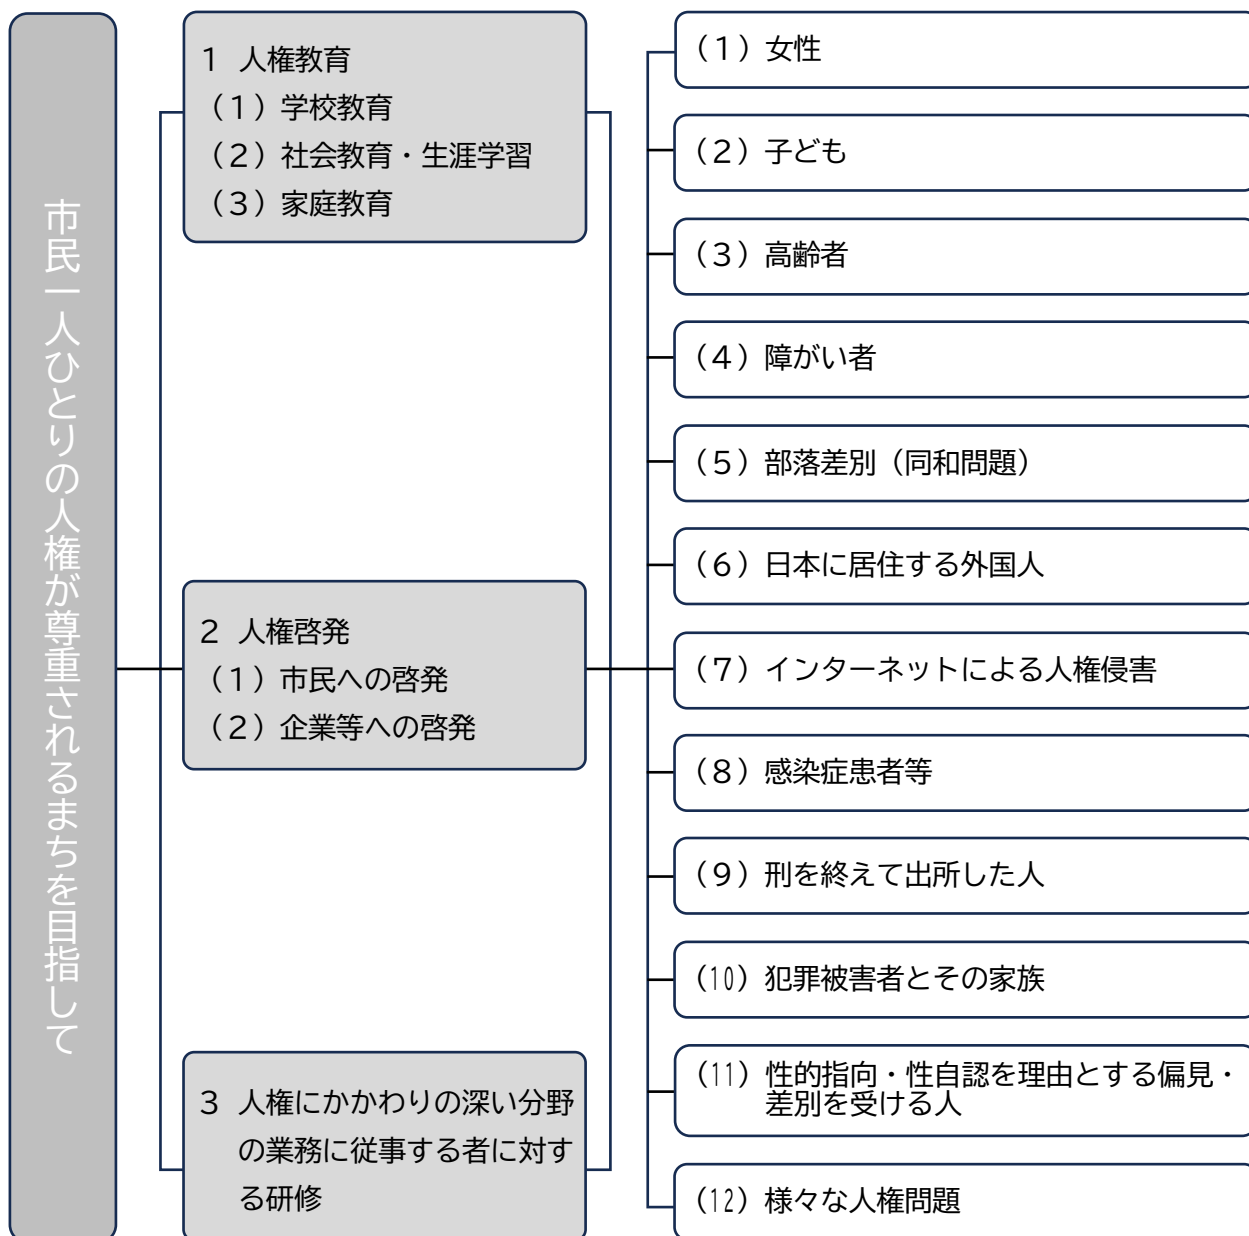 市民一人ひとりの人権が尊重されるまちを目指して
１　人権教育
（１）学校教育
（２）社会教育・生涯学習
（３）家庭教育
２　人権啓発
（１）市民への啓発
（２）企業等への啓発
３　人権にかかわりの深い分野
の業務に従事する者に対す
る研修
（１）女性
（２）子ども
（３）高齢者
（４）障がい者
（５）部落差別（同和問題）
（６）日本に居住する外国人
（７）インターネットによる人権侵害
（８）感染症患者等
（９）刑を終えて出所した人
（10）犯罪被害者とその家族
（11）性的指向・性自認を理由とする偏見・
差別を受ける人
（12）様々な人権問題